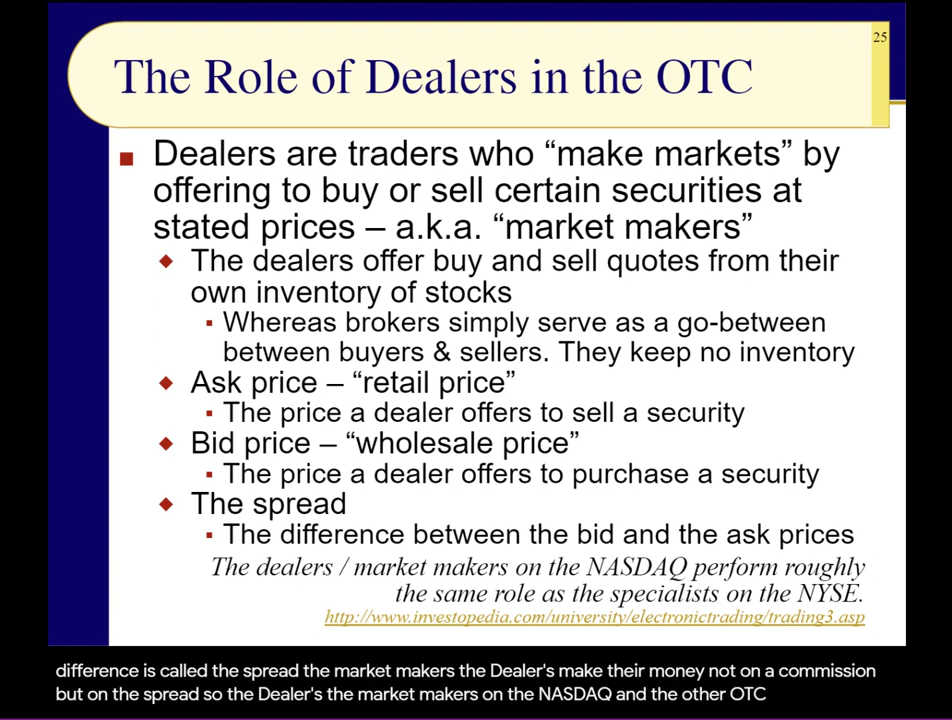 25
The Role of Dealers in the OTC
■ Dealers are traders who “make markets” by
offering to buy or sell certain securities at
stated prices – a.k.a. “market makers”
◆ The dealers offer buy and sell quotes from their
own inventory of stocks
▪ Whereas brokers simply serve as a go-between
between buyers & sellers. They keep no inventory
◆ Ask price – “retail price”
▪ The price a dealer offers to sell a security
◆ Bid price – “wholesale price”
▪ The price a dealer offers to purchase a security
◆ The spread
▪ The difference between the bid and the ask prices
The dealers / market makers on the NASDAQ perform roughly
the same role as the specialists on the NYSE.
http://www.investopedia.com/university/electronictrading/trading3.asp
difference is called the spread the market makers the Dealer's make their money not on a commission
but on the spread so the Dealer's the market makers on the NASDAQ and the other OTC